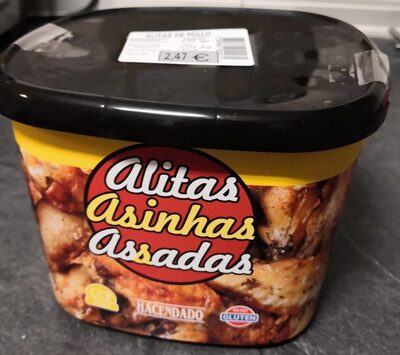 ALITAS DE POLLO
2,47 €
Alitas
Asinhas
Assadas
HACENDADO
GLUTEN